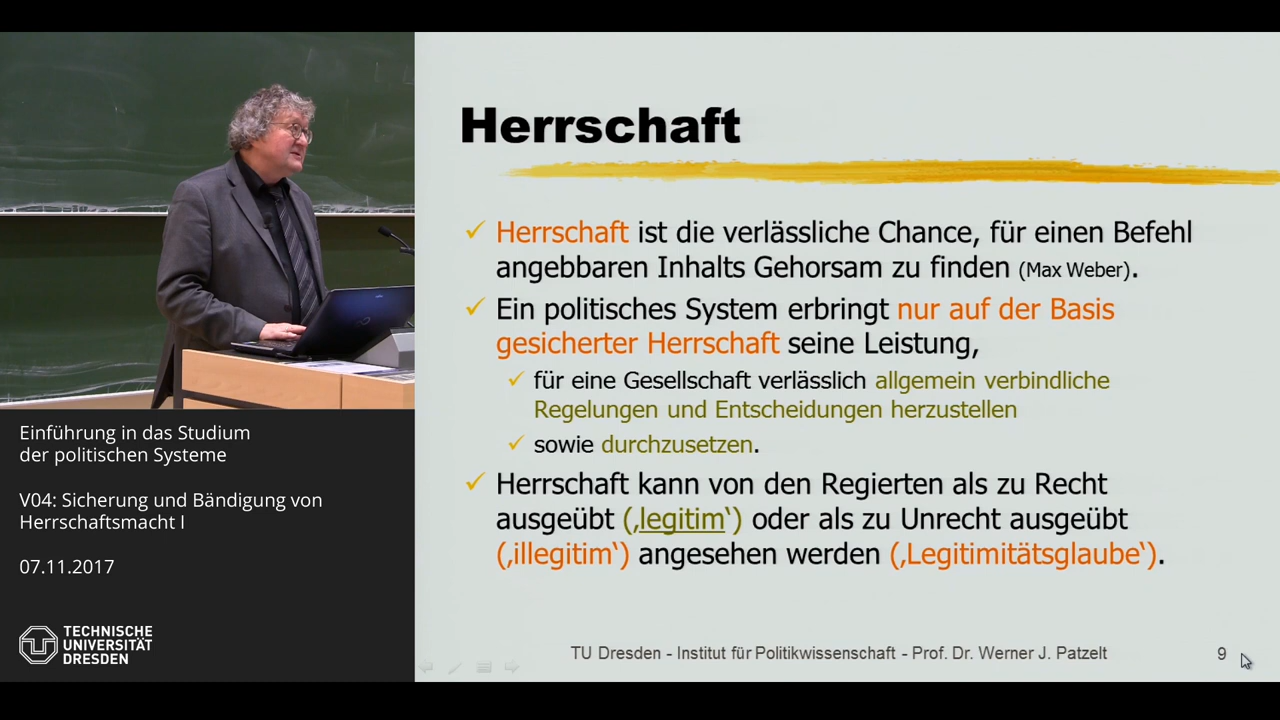 Herrschaft
Herrschaft ist die verlässliche Chance, für einen Befehl
angebbaren Inhalts Gehorsam zu finden (Max Weber).
Ein politisches System erbringt nur auf der Basis
gesicherter Herrschaft seine Leistung,
für eine Gesellschaft verlässlich allgemein verbindliche
Regelungen und Entscheidungen herzustellen
sowie durchzusetzen.
Herrschaft kann von den Regierten als zu Recht
ausgeübt (‚legitim‘) oder als zu Unrecht ausgeübt
(‚illegitim‘) angesehen werden (‚Legitimitätsglaube‘).
TU Dresden - Institut für Politikwissenschaft - Prof. Dr. Werner J. Patzelt
9
Einführung in das Studium
der politischen Systeme
V04: Sicherung und Bändigung von
Herrschaftsmacht I
07.11.2017
TECHNISCHE
UNIVERSITÄT
DRESDEN